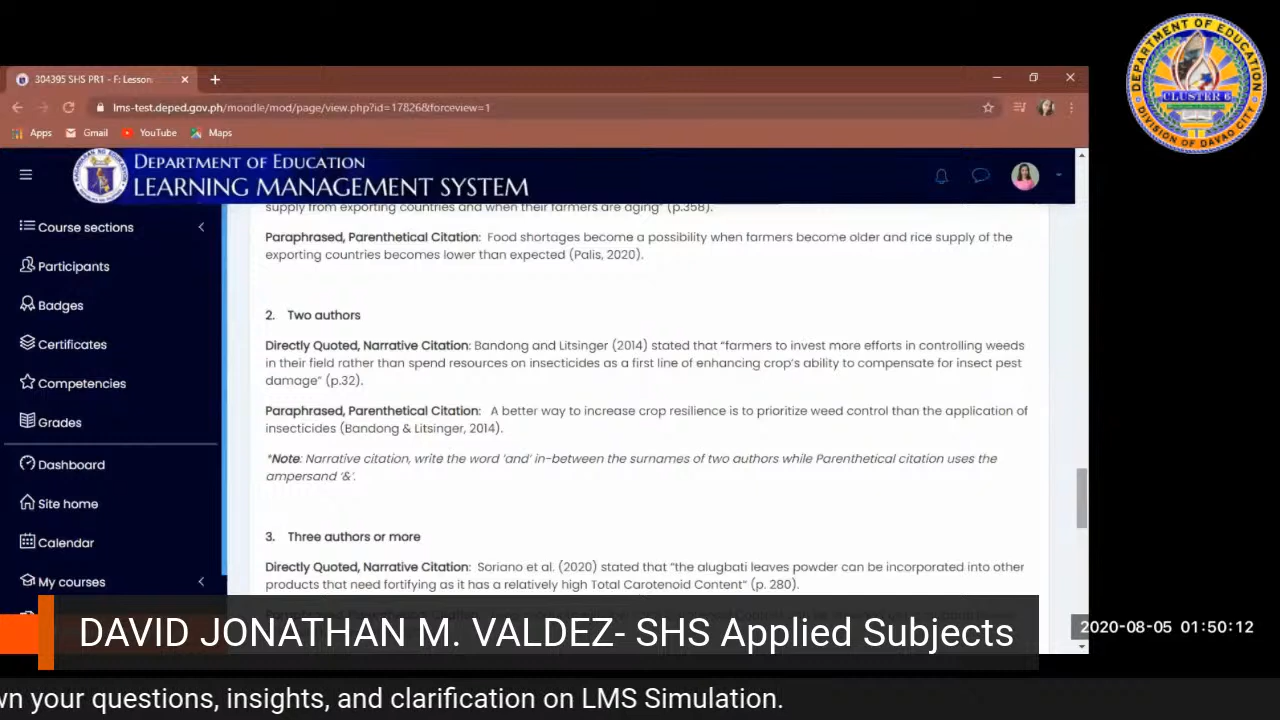 DEPARTMENT OF EDUCATION
CLUSTER 6
DIVISION OF DAVAO CITY
304395 SHS PR1 - F: Lesson
lms-test.deped.gov.ph/moodle/mod/page/view.php?id=17826&forceview=1
Apps Gmail YouTube Maps
DEPARTMENT OF EDUCATION
LEARNING MANAGEMENT SYSTEM
Course sections
Participants
Badges
Certificates
Competencies
Grades
Dashboard
Site home
Calendar
My courses
supply from exporting countries and when their farmers are aging” (p.358).
Paraphrased, Parenthetical Citation: Food shortages become a possibility when farmers become older and rice supply of the
exporting countries becomes lower than expected (Palis, 2020).
2. Two authors
Directly Quoted, Narrative Citation: Bandong and Litsinger (2014) stated that “farmers to invest more efforts in controlling weeds
in their field rather than spend resources on insecticides as a first line of enhancing crop’s ability to compensate for insect pest
damage” (p.32).
Paraphrased, Parenthetical Citation: A better way to increase crop resilience is to prioritize weed control than the application of
insecticides (Bandong & Litsinger, 2014).
*Note: Narrative citation, write the word ‘and’ in-between the surnames of two authors while Parenthetical citation uses the
ampersand ‘&’.
3. Three authors or more
Directly Quoted, Narrative Citation: Soriano et al. (2020) stated that “the alugbati leaves powder can be incorporated into other
products that need fortifying as it has a relatively high Total Carotenoid Content” (p. 280).
DAVID JONATHAN M. VALDEZ- SHS Applied Subjects
2020-08-05 01:50:12
your questions, insights, and clarification on LMS Simulation.